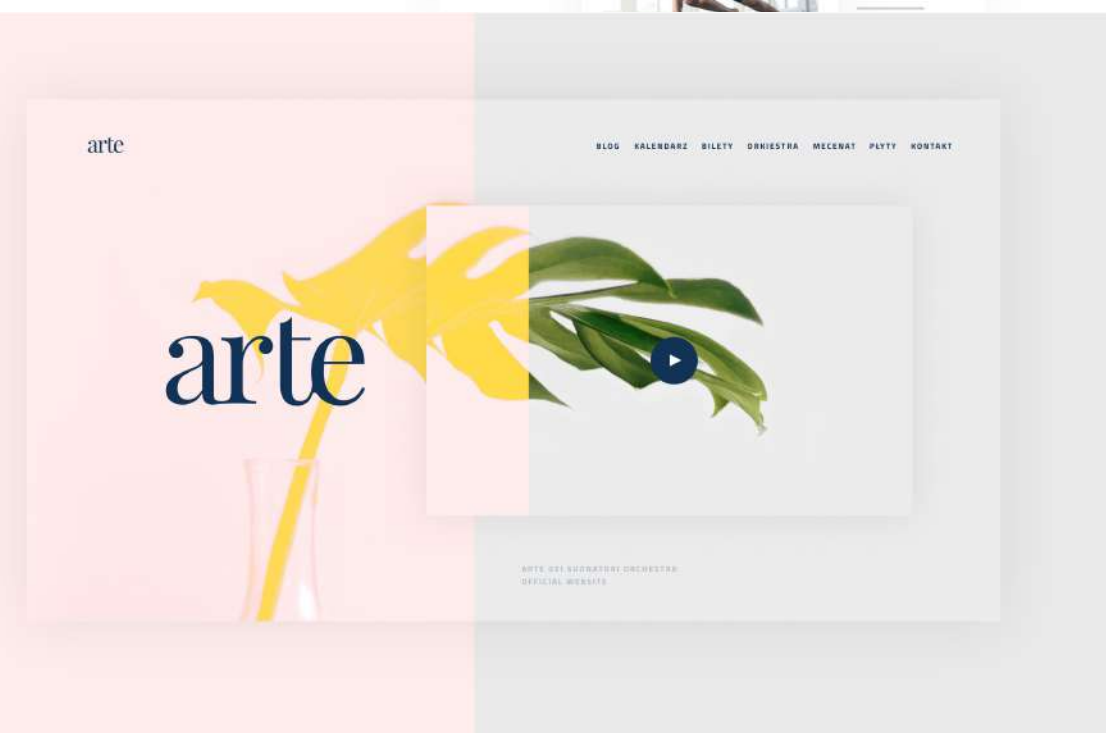 arte
BLOG KALENDARZ BILETY ORKIESTRA MECENAT PŁYTY KONTAKT
arte
ARTE DEI SUONATORI ORCHESTRA
OFFICIAL WEBSITE